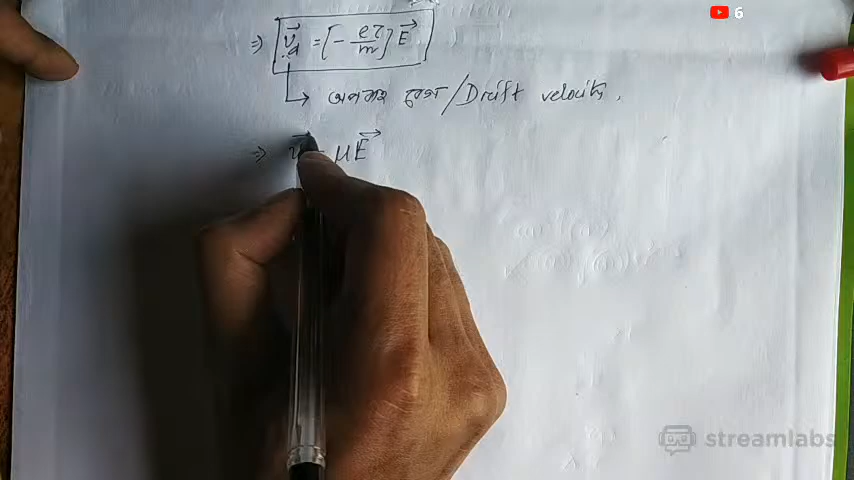 6
⇒ v⃗d = [- eτ/m] E⃗
→ অপবাহ বেগ/Drift velocity.
⇒ = μE⃗
streamlabs